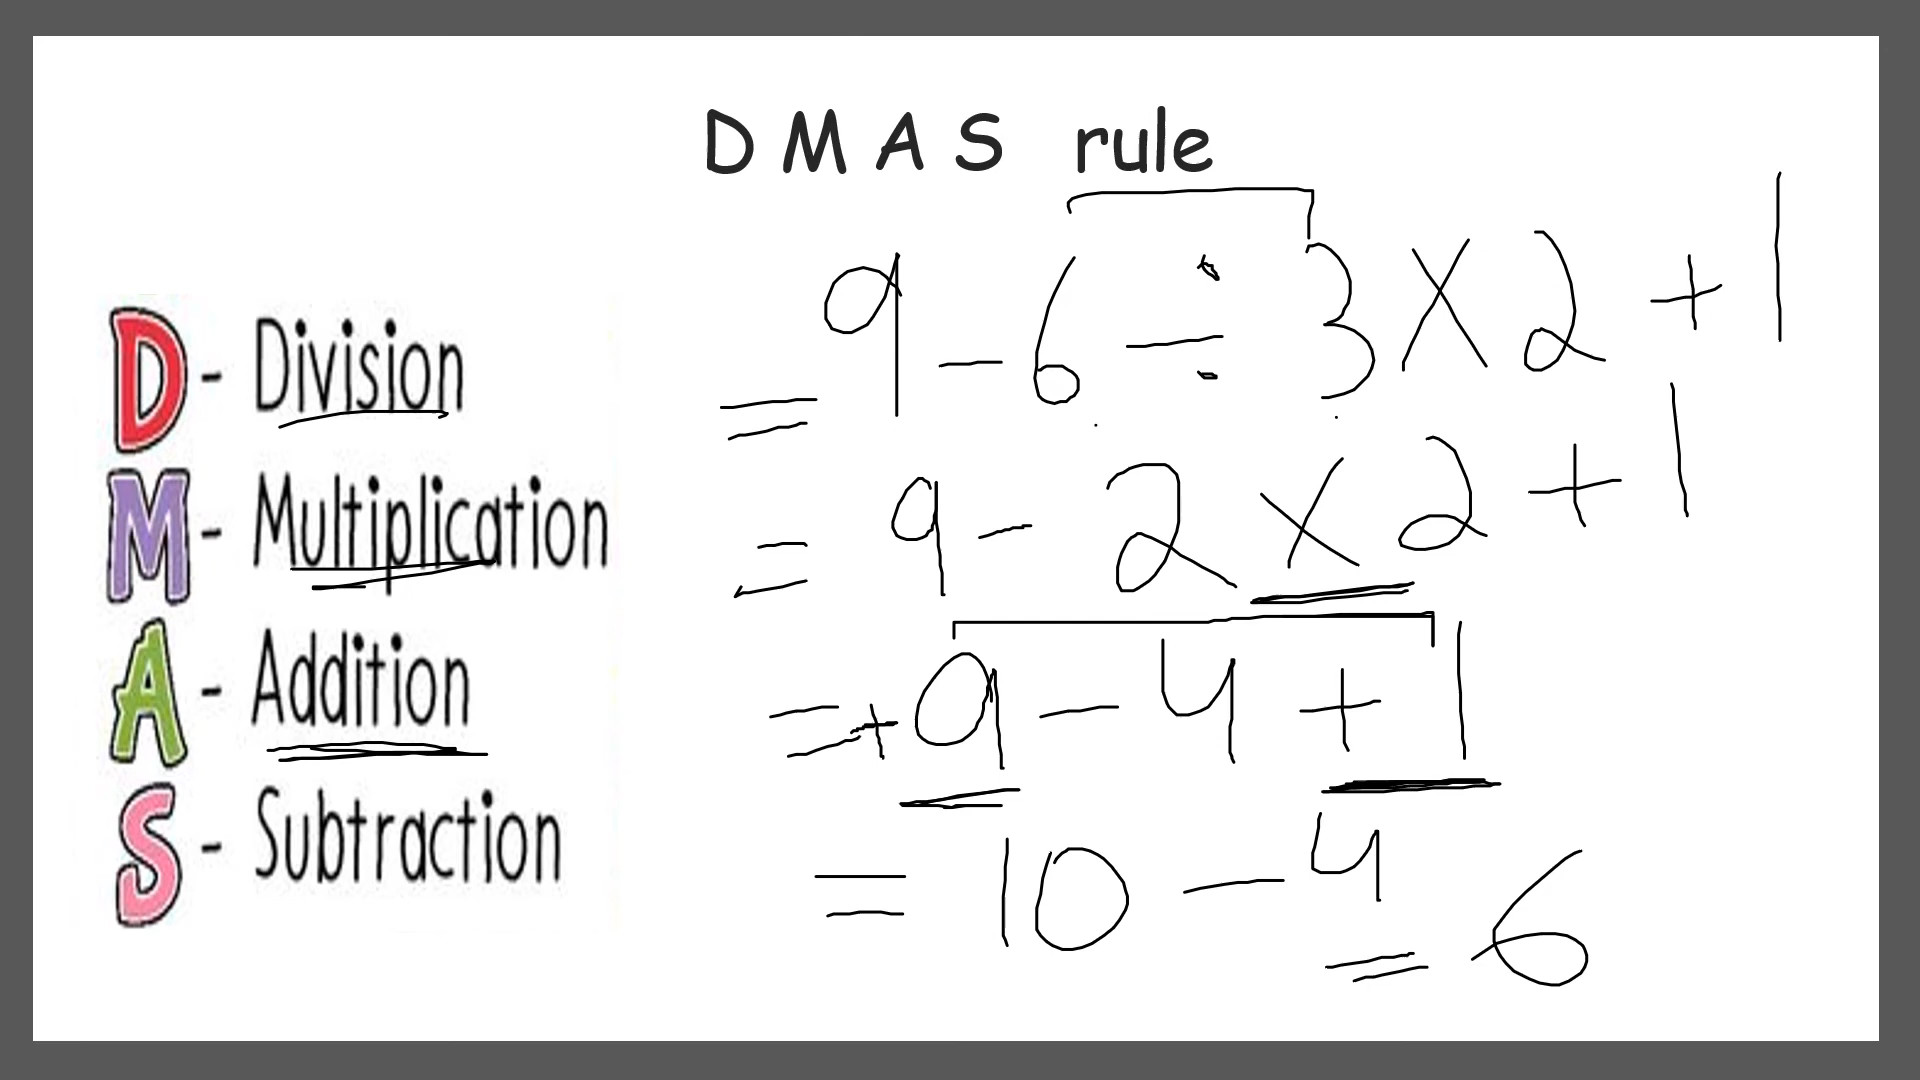 D M A S rule
D - Division
M - Multiplication
A - Addition
S - Subtraction
= 9 - 6 ÷ 3 × 2 + 1
= 9 - 2 × 2 + 1
= + 9 - 4 + 1
= 10 - 4
= 6